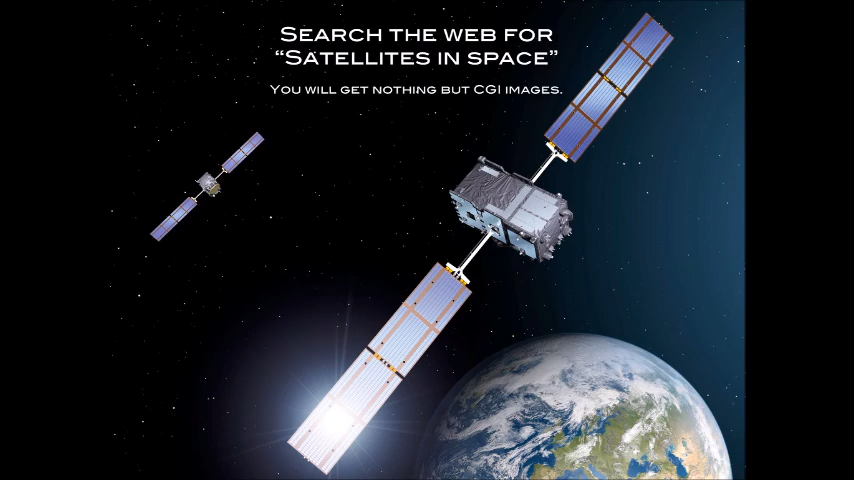 Search the web for
“Satellites in space”
You will get nothing but CGI images.